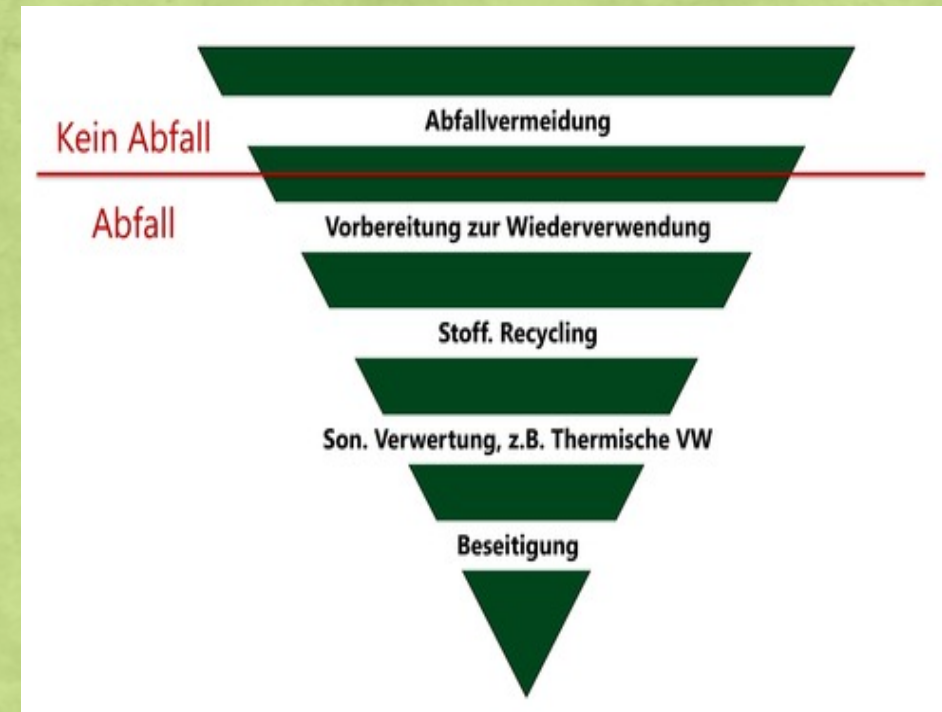 Abfallvermeidung
Kein Abfall
Abfall
Vorbereitung zur Wiederverwendung
Stoff. Recycling
Son. Verwertung, z.B. Thermische VW
Beseitigung